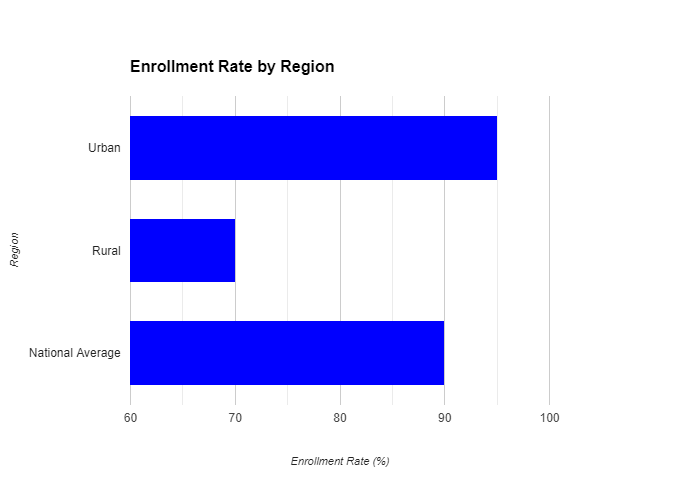 Enrollment Rate by Region
Urban
Rural
National Average
Region
60 70 80 90 100
Enrollment Rate (%)